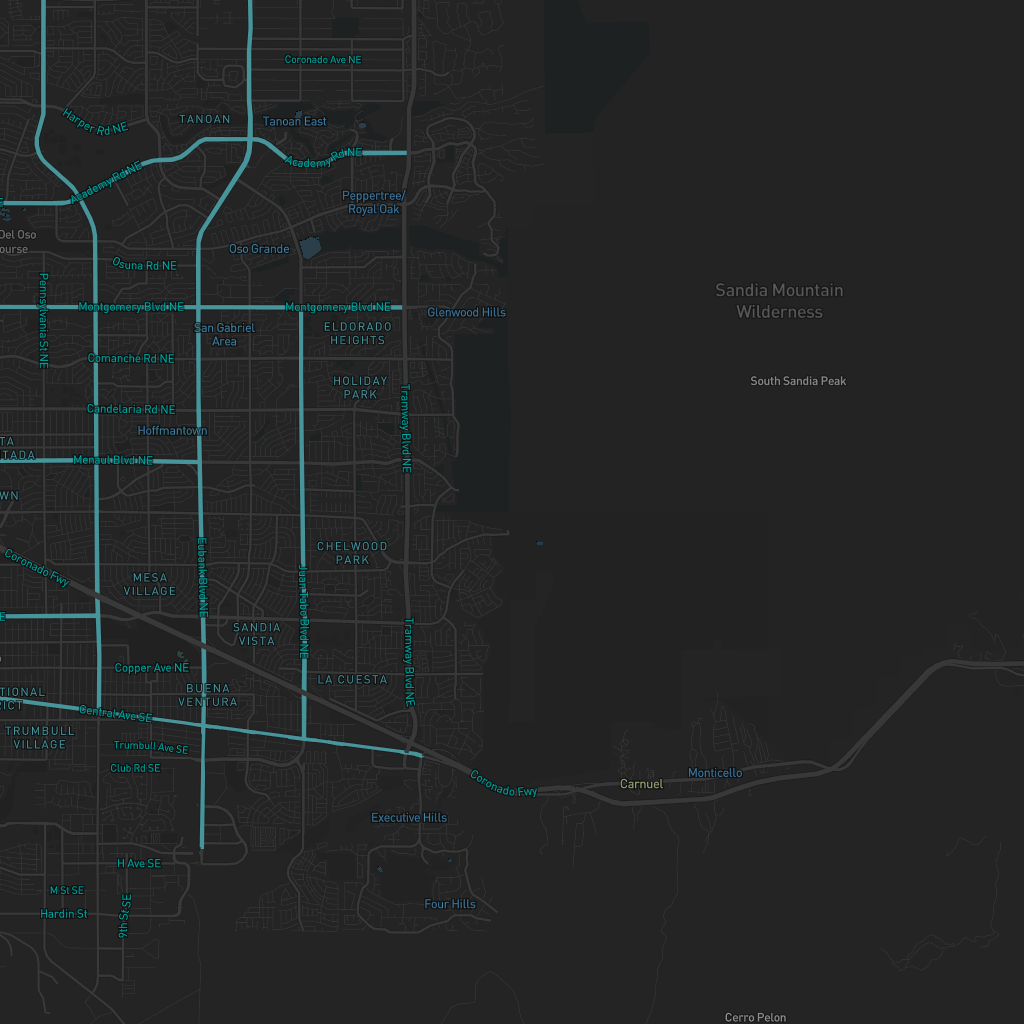 Coronado Ave NE
Harper Rd NE
TANOAN
Tanoan East
Academy Rd NE
Academy Rd NE
Peppertree/
Royal Oak
Del Oso
ourse
Oso Grande
Osuna Rd NE
Pennsylvania St NE
Montgomery Blvd NE
Montgomery Blvd NE
Glenwood Hills
Sandia Mountain
Wilderness
San Gabriel
Area
ELDORADO
HEIGHTS
Comanche Rd NE
HOLIDAY
PARK
South Sandia Peak
Candelaria Rd NE
Tramway Blvd NE
Hoffmantown
TA
TADA
Menaul Blvd NE
WN
Coronado Fwy
Eubank Blvd NE
CHELWOOD
PARK
MESA
VILLAGE
Juan Tabo Blvd NE
E
SANDIA
VISTA
Tramway Blvd NE
Copper Ave NE
LA CUESTA
TIONAL
RICT
BUENA
VENTURA
Central Ave SE
TRUMBULL
VILLAGE
Trumbull Ave SE
Club Rd SE
Coronado Fwy
Carnuel
Monticello
Executive Hills
H Ave SE
M St SE
Hardin St
9th St SE
Four Hills
Cerro Pelon